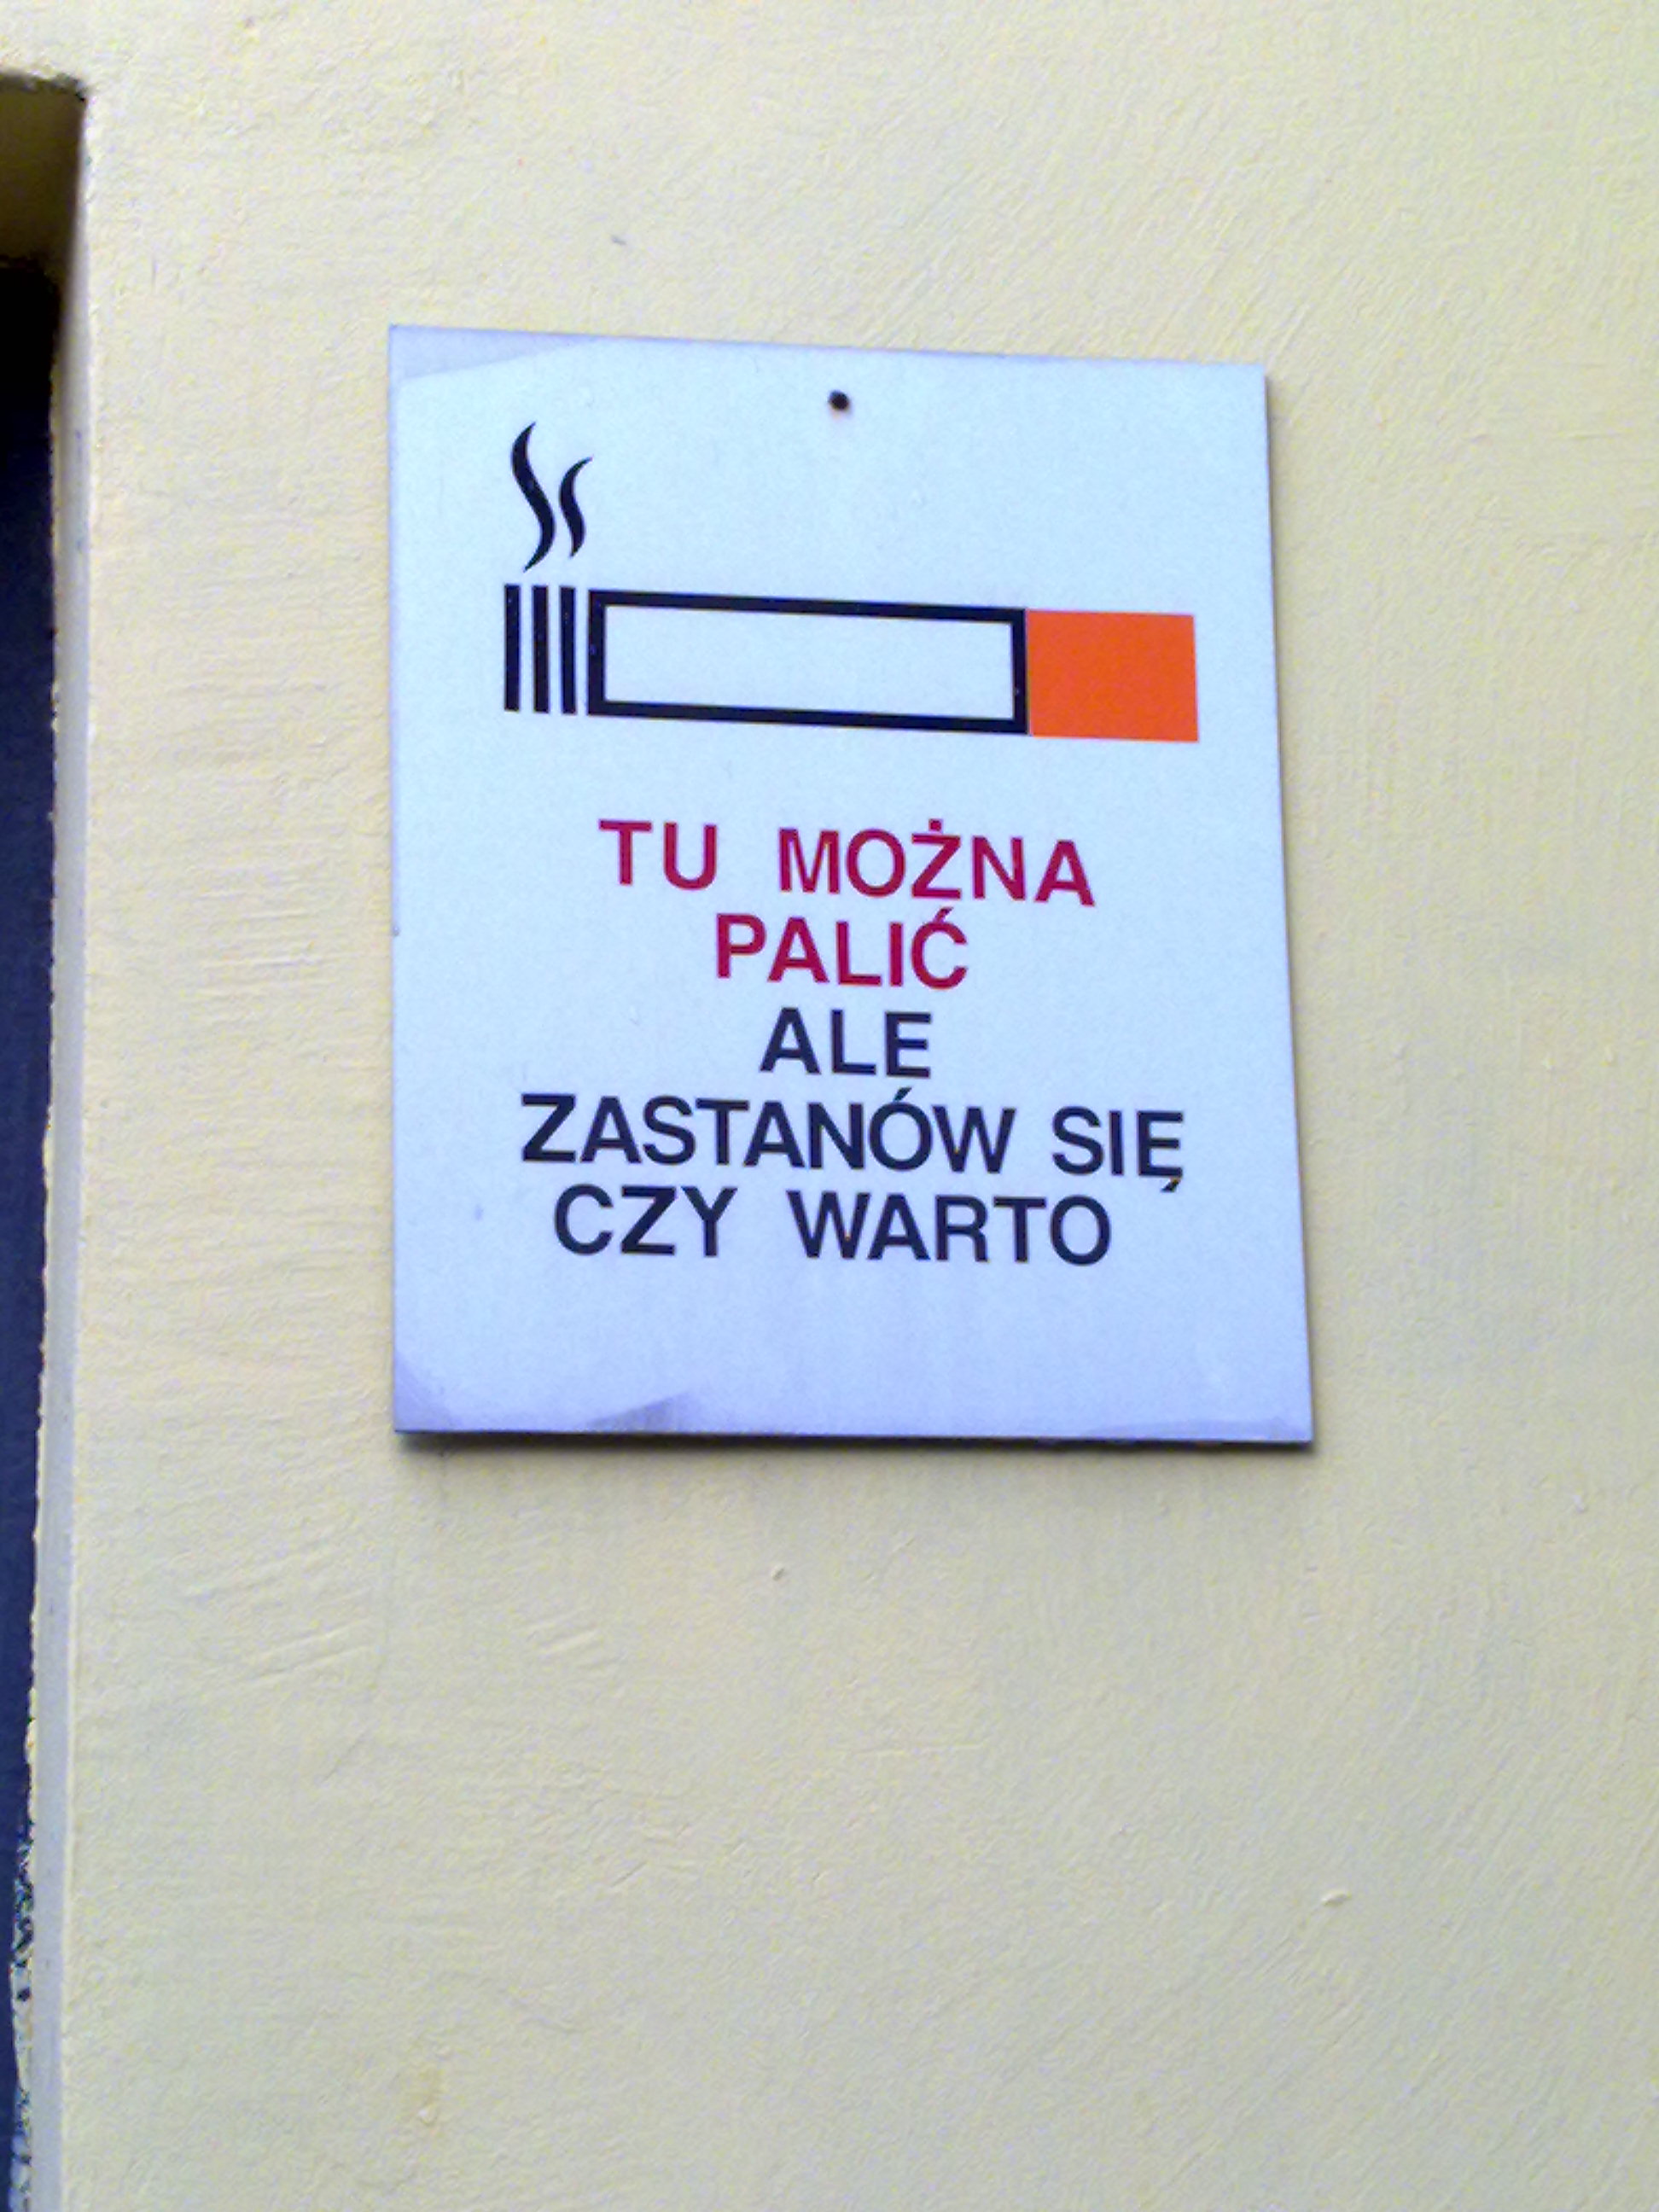 TU MOŻNA
PALIĆ
ALE
ZASTANÓW SIĘ
CZY WARTO